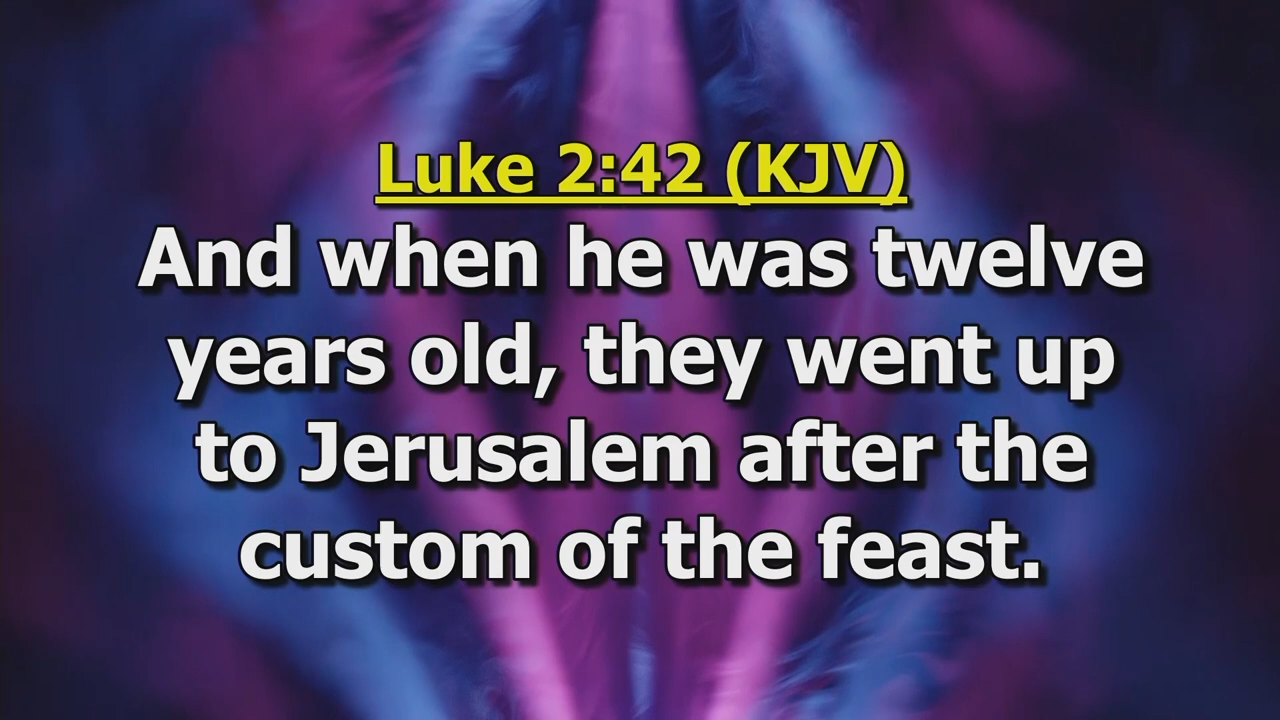 Luke 2:42 (KJV)
And when he was twelve
years old, they went up
to Jerusalem after the
custom of the feast.